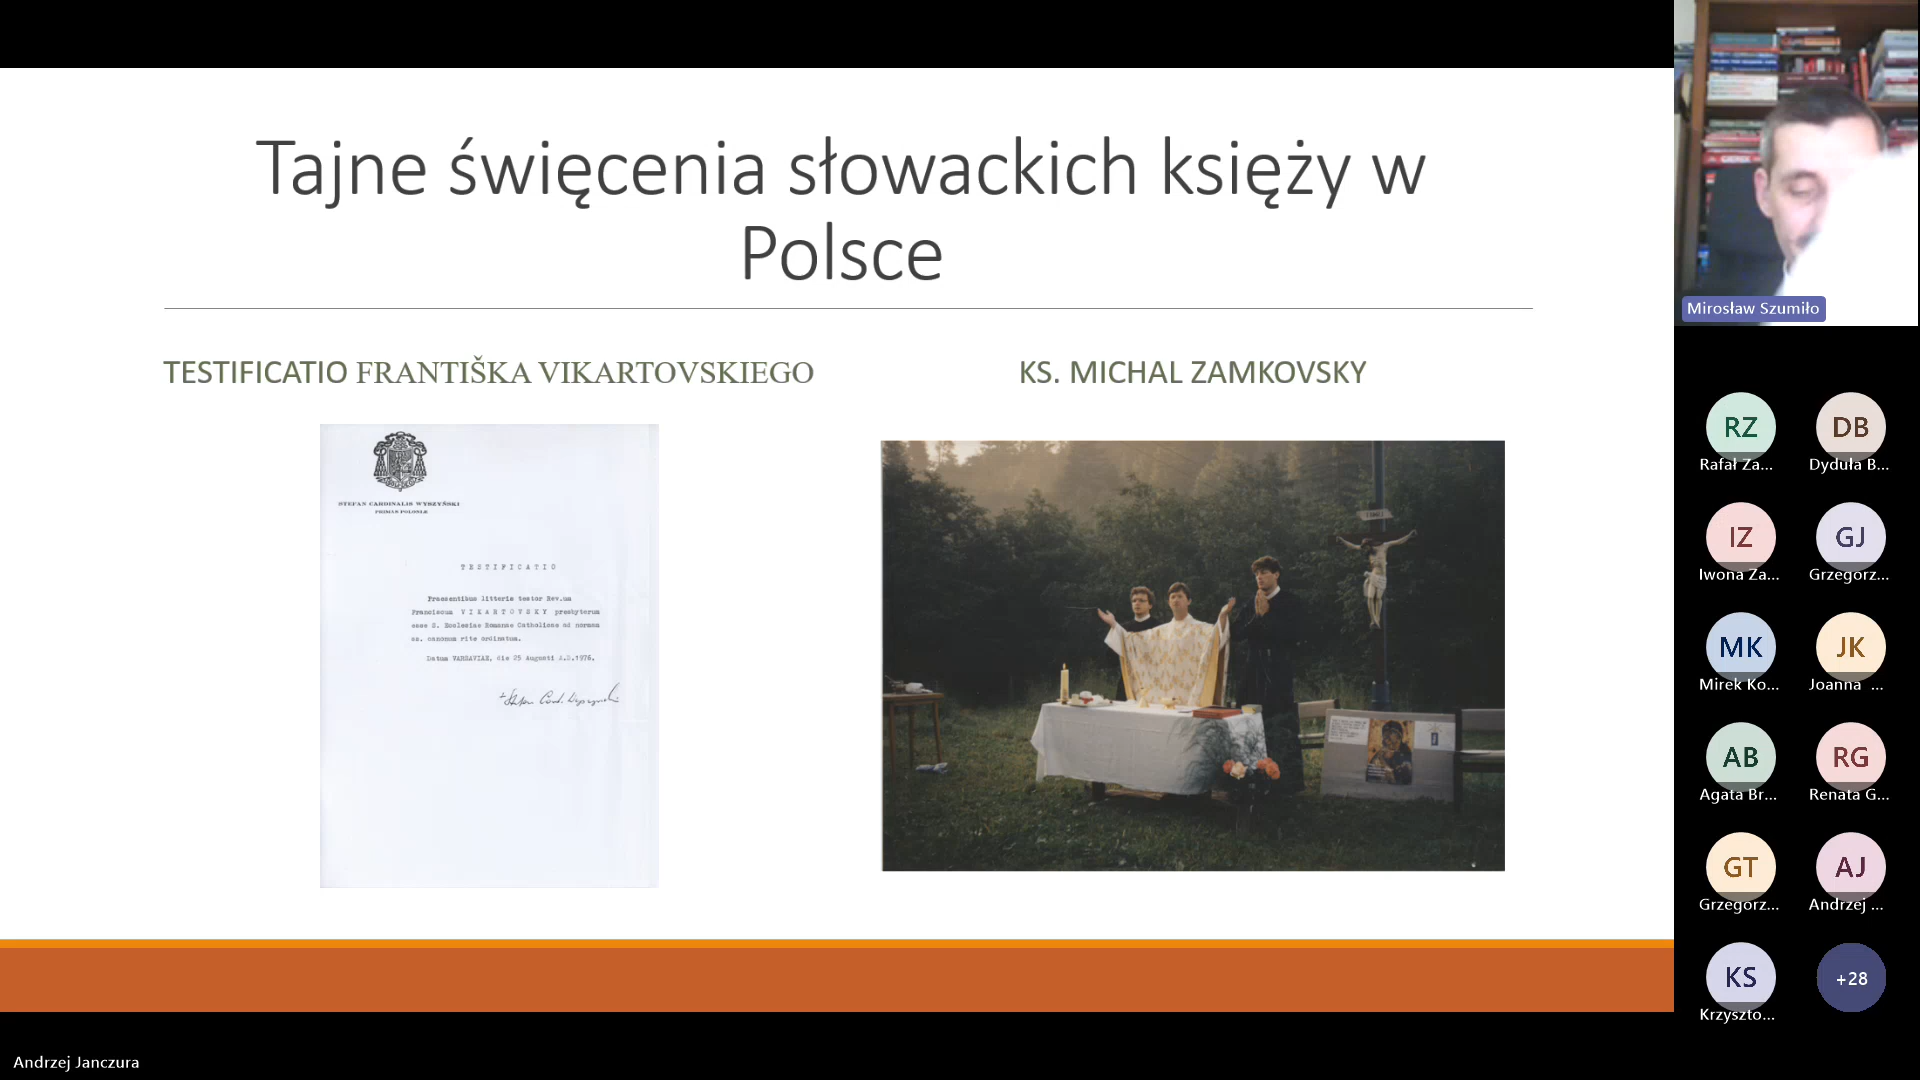 Tajne święcenia słowackich księży w
Polsce
TESTIFICATIO FRANTIŠKA VIKARTOVSKIEGO
STEFAN CARDINALIS WYSZYŃSKI
PRIMAS POLONIÆ
TESTIFICATIO
Praesentibus litteris testor Rev.um
Franciscum VIKARTOVSKY presbyterum
esse S. Ecclesiae Romanae Catholicae ad normam
ss. canonum rite ordinatum.
Datum VARSAVIAE, die 25 Augusti A.D.1976.
KS. MICHAL ZAMKOVSKY
Mirosław Szumiło
RZ
Rafał Za...
DB
Dyduła B...
IZ
Iwona Za...
GJ
Grzegorz...
MK
Mirek Ko...
JK
Joanna ...
AB
Agata Br...
RG
Renata G...
GT
Grzegorz...
AJ
Andrzej ...
KS
Krzyszto...
+28
Andrzej Janczura